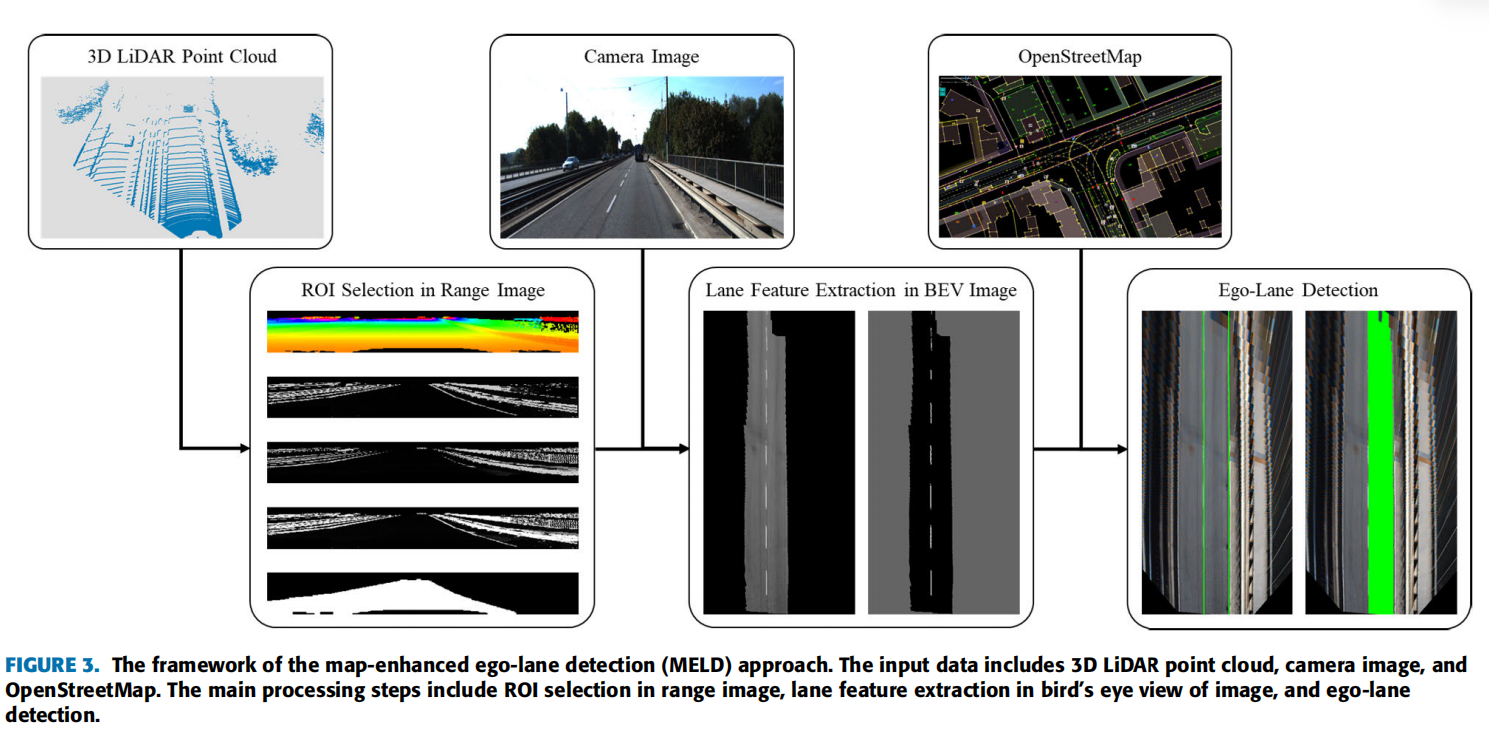 3D LiDAR Point Cloud
Camera Image
OpenStreetMap
ROI Selection in Range Image
Lane Feature Extraction in BEV Image
Ego-Lane Detection
FIGURE 3. The framework of the map-enhanced ego-lane detection (MELD) approach. The input data includes 3D LiDAR point cloud, camera image, and
OpenStreetMap. The main processing steps include ROI selection in range image, lane feature extraction in bird's eye view of image, and ego-lane
detection.